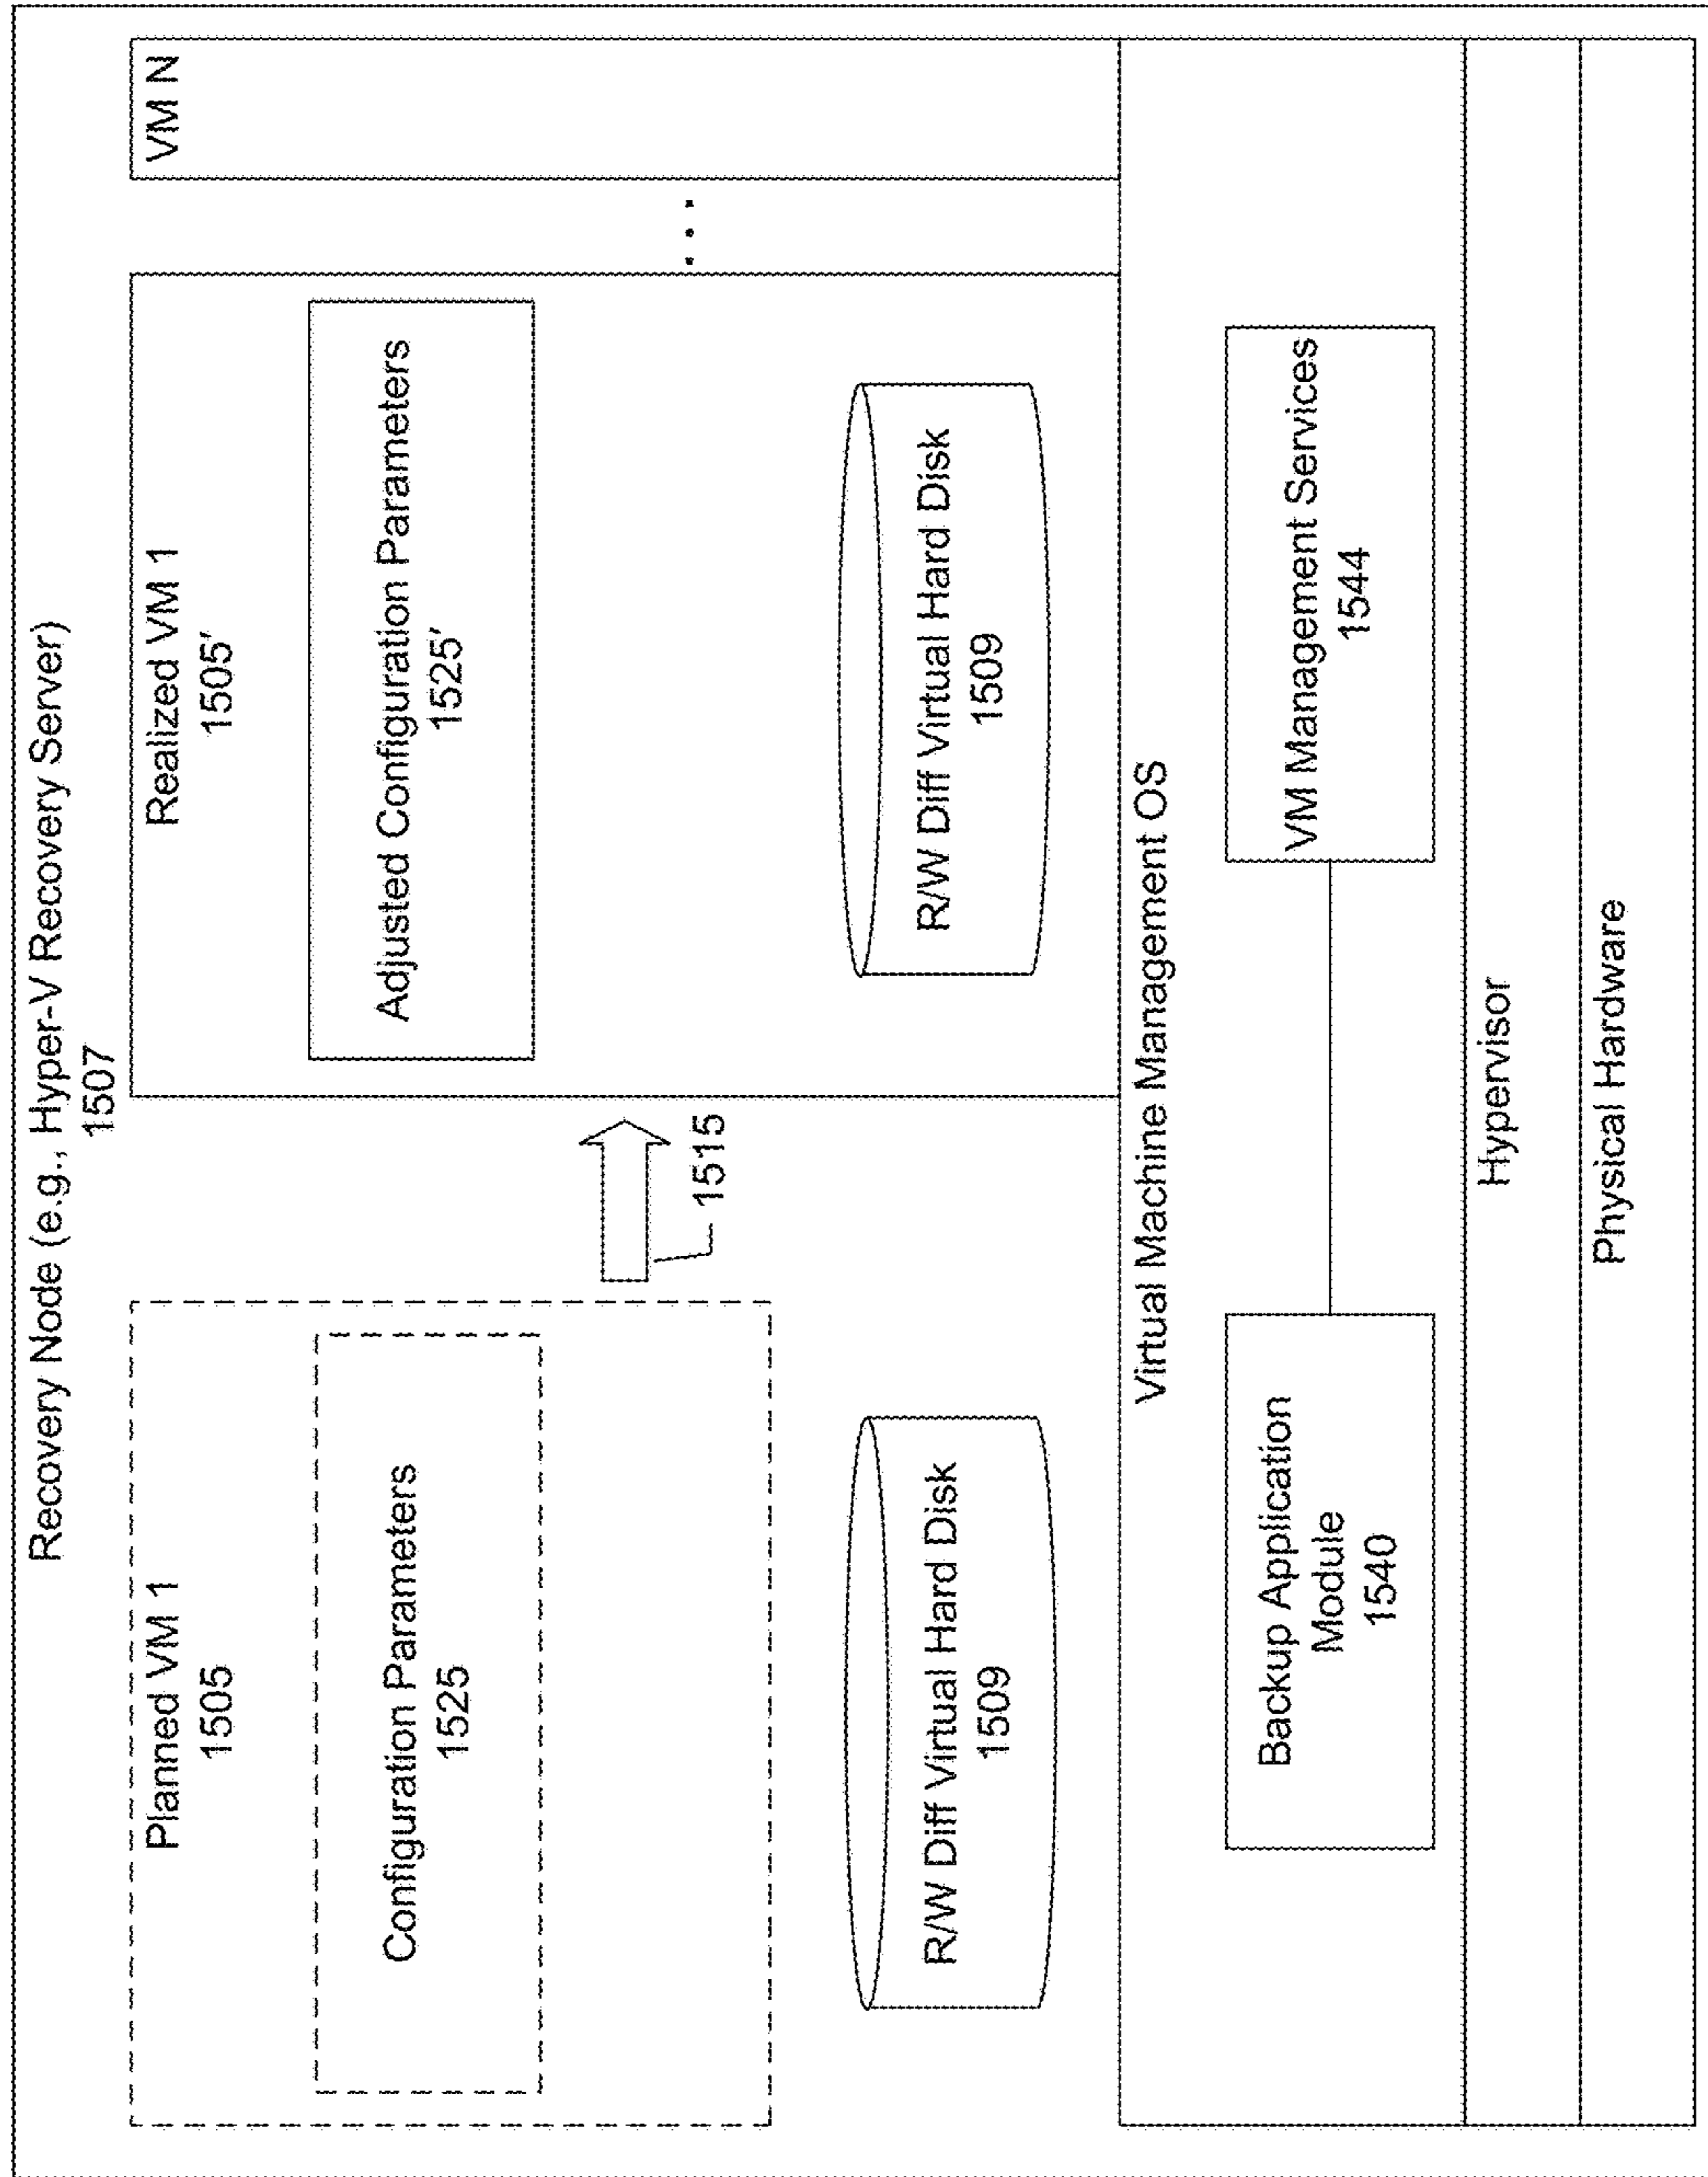 Recovery Node (e.g., Hyper-V Recovery Server)
1507
Planned VM 1
1505
Configuration Parameters
1525
R/W Diff Virtual Hard Disk
1509
1515
Realized VM 1
1505'
Adjusted Configuration Parameters
1525'
R/W Diff Virtual Hard Disk
1509
...
VM N
Virtual Machine Management OS
Backup Application
Module
1540
VM Management Services
1544
Hypervisor
Physical Hardware